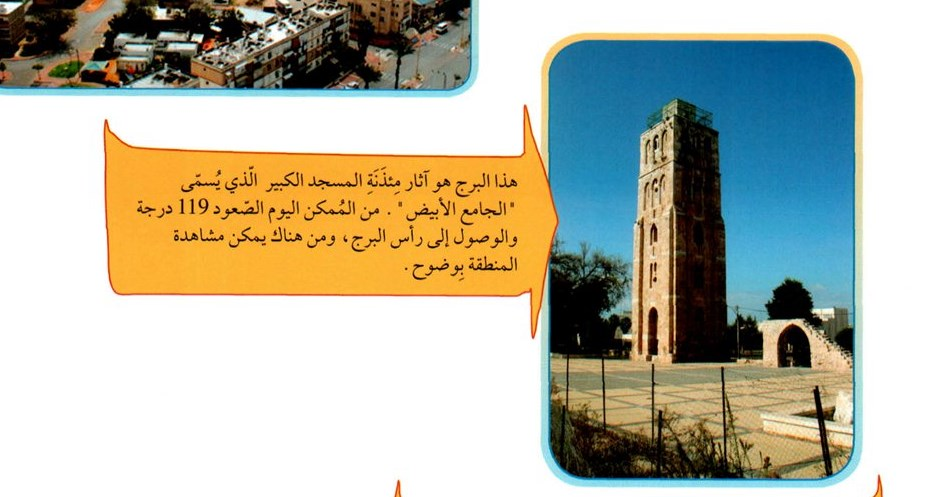 هذا البرج هو آثار مِئذَنَةِ المسجد الكبير الّذي يُسمّى
"الجامع الأبيض". من المُمكن اليوم الصّعود 119 درجة
والوصول إلى رأس البرج، ومن هناك يمكن مشاهدة
المنطقة بِوضوح.